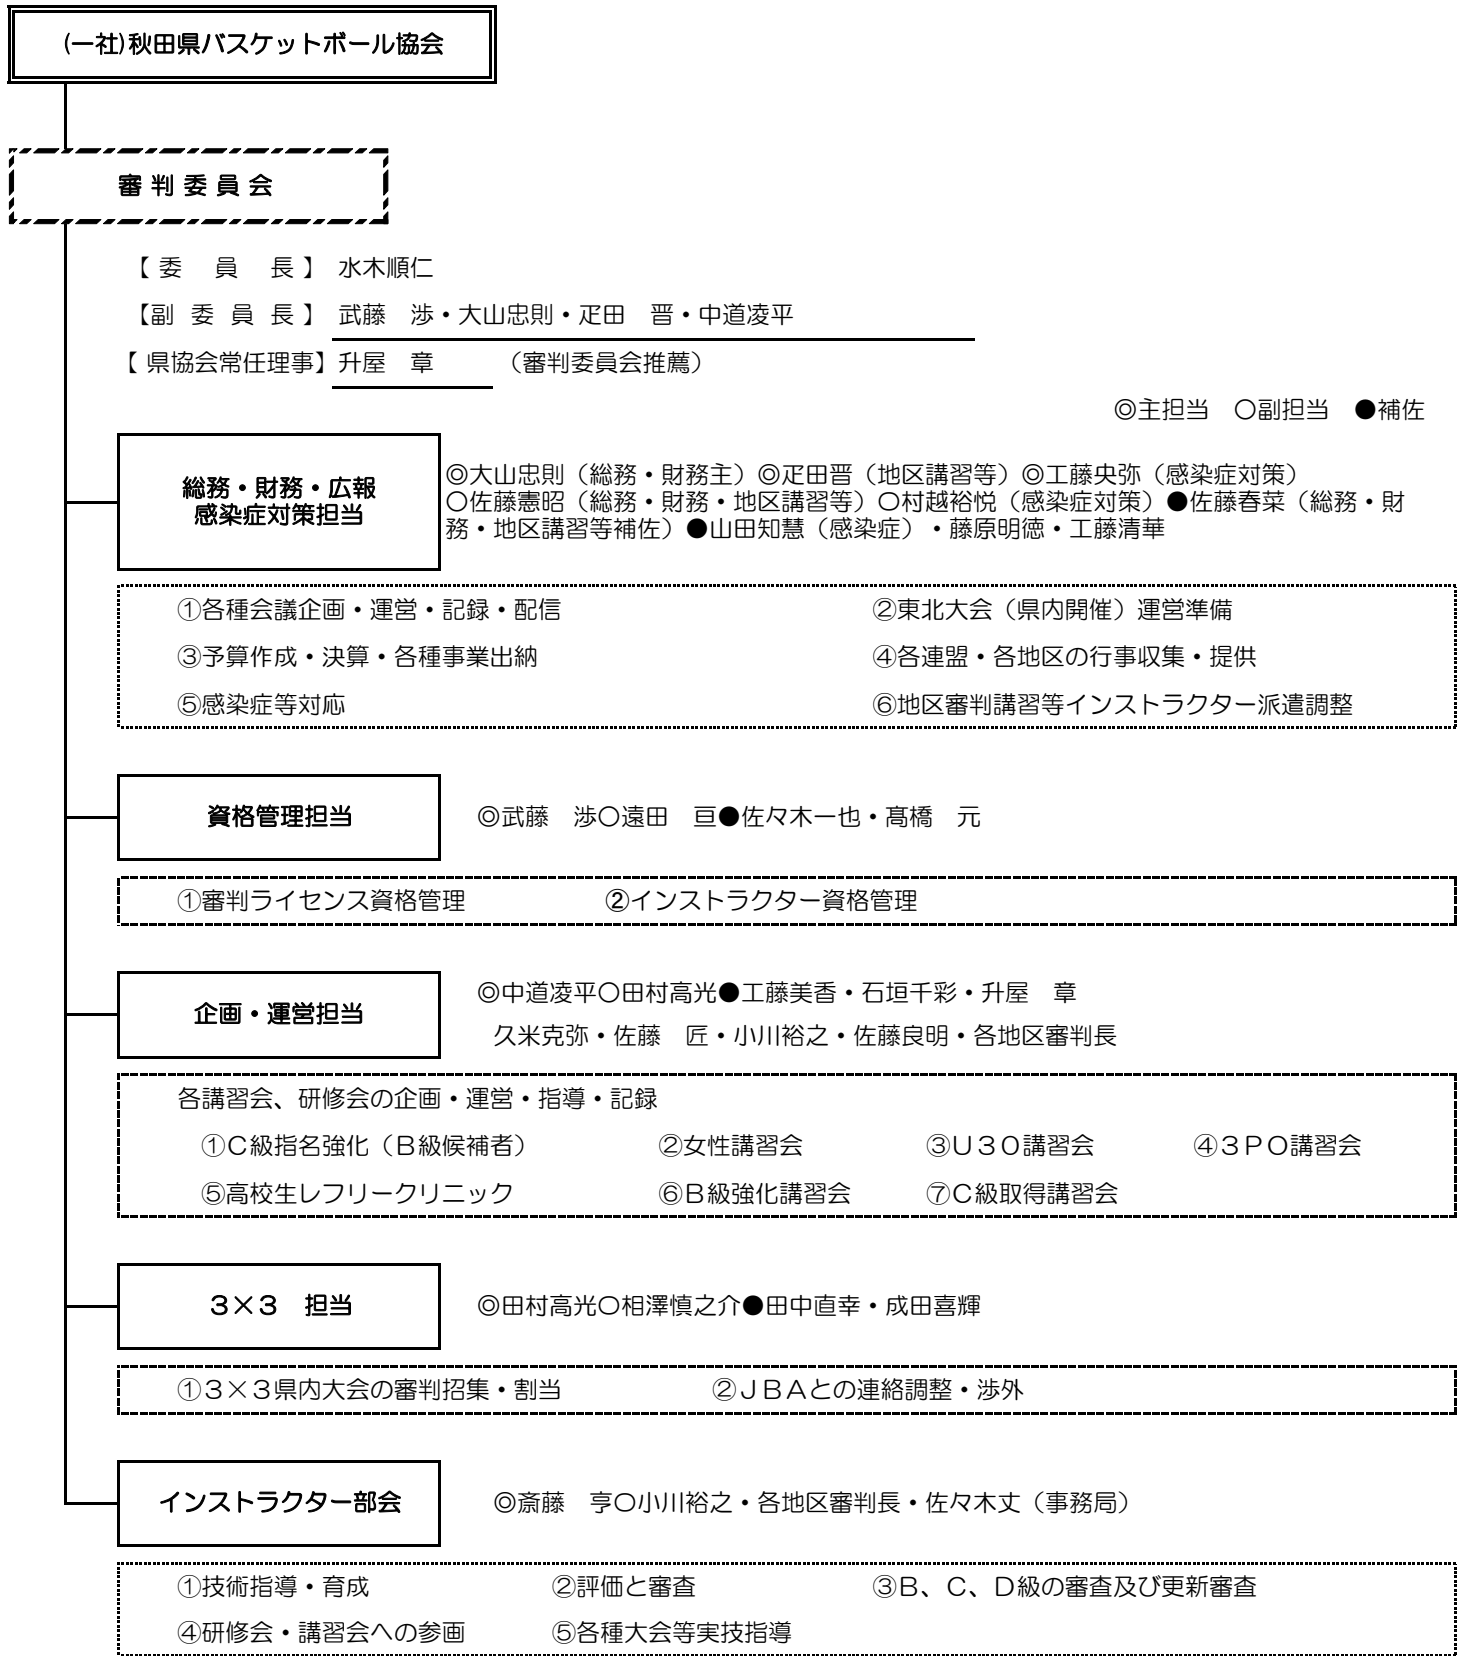 (一社)秋田県バスケットボール協会
審 判 委 員 会
【 委　員　長 】 水木順仁
【副 委 員 長 】 武藤　渉・大山忠則・疋田　晋・中道凌平
【 県協会常任理事】升屋　章　　　（審判委員会推薦）
◎主担当　〇副担当　●補佐
総務・財務・広報
感染症対策担当
◎大山忠則（総務・財務主）◎疋田晋（地区講習等）◎工藤央弥（感染症対策）
〇佐藤憲昭（総務・財務・地区講習等）〇村越裕悦（感染症対策）●佐藤春菜（総務・財
務・地区講習等補佐）●山田知慧（感染症）・藤原明徳・工藤清華
①各種会議企画・運営・記録・配信　②東北大会（県内開催）運営準備
③予算作成・決算・各種事業出納　④各連盟・各地区の行事収集・提供
⑤感染症等対応　⑥地区審判講習等インストラクター派遣調整
資格管理担当
◎武藤　渉〇遠田　亘●佐々木一也・髙橋　元
①審判ライセンス資格管理　②インストラクター資格管理
企画・運営担当
◎中道凌平〇田村高光●工藤美香・石垣千彩・升屋　章
久米克弥・佐藤　匠・小川裕之・佐藤良明・各地区審判長
各講習会、研修会の企画・運営・指導・記録
①Ｃ級指名強化（Ｂ級候補者）　②女性講習会　③Ｕ３０講習会　④３ＰＯ講習会
⑤高校生レフリークリニック　⑥Ｂ級強化講習会　⑦Ｃ級取得講習会
３×３　担当
◎田村高光〇相澤慎之介●田中直幸・成田喜輝
①３×３県内大会の審判招集・割当　②ＪＢＡとの連絡調整・渉外
インストラクター部会
◎斎藤　亨〇小川裕之・各地区審判長・佐々木丈（事務局）
①技術指導・育成　②評価と審査　③Ｂ、Ｃ、Ｄ級の審査及び更新審査
④研修会・講習会への参画　⑤各種大会等実技指導